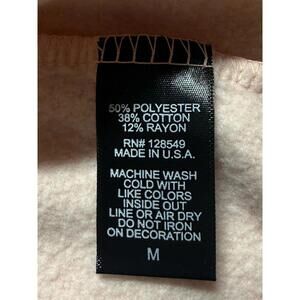 50% POLYESTER
38% COTTON
12% RAYON
RN# 128549
MADE IN U.S.A.
MACHINE WASH
COLD WITH
LIKE COLORS
INSIDE OUT
LINE OR AIR DRY
DO NOT IRON
ON DECORATION
M